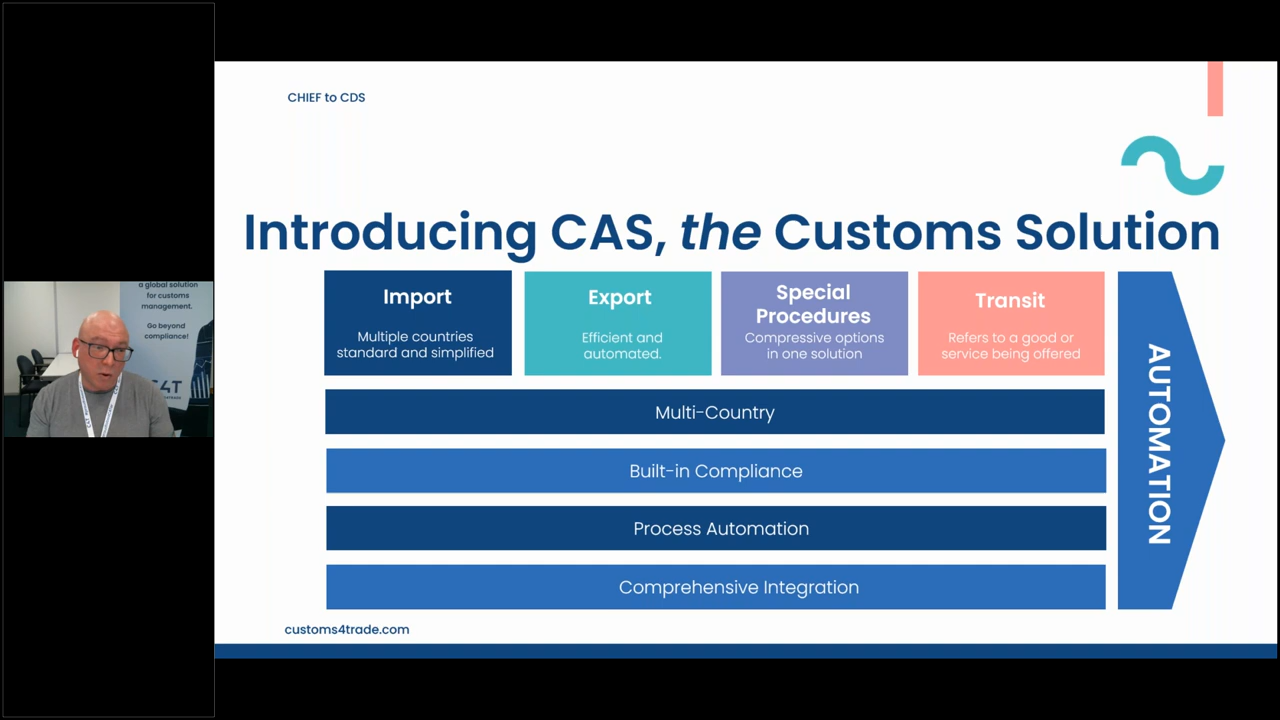 a global solution
for customs
management.
Go beyond
compliance!
CHIEF to CDS
Introducing CAS, the Customs Solution
Import
Multiple countries
standard and simplified
Export
Efficient and
automated.
Special
Procedures
Compressive options
in one solution
Transit
Refers to a good or
service being offered
AUTOMATION
Multi-Country
Built-in Compliance
Process Automation
Comprehensive Integration
customs4trade.com